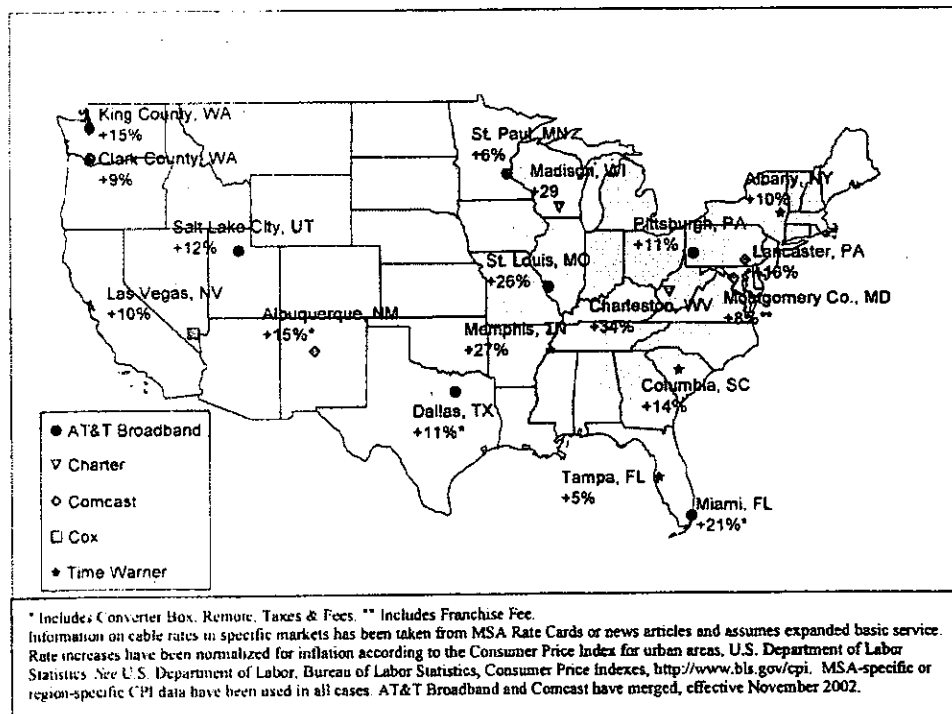 King County, WA
+15%
Clark County, WA
+9%
St. Paul, MN
+6%
Madison, WI
+29
Albany, NY
+10%
Salt Lake City, UT
+12%
Pittsburgh, PA
+11%
Lancaster, PA
+16%
St. Louis, MO
+26%
Las Vegas, NV
+10%
Charleston, WV
+34%
Montgomery Co., MD
+8%**
Albuquerque, NM
+15%*
Memphis, TN
+27%
Columbia, SC
+14%
Dallas, TX
+11%*
Tampa, FL
+5%
Miami, FL
+21%*
AT&T Broadband
Charter
Comcast
Cox
Time Warner
* Includes Converter Box, Remote, Taxes & Fees. ** Includes Franchise Fee.
Information on cable rates in specific markets has been taken from MSA Rate Cards or news articles and assumes expanded basic service.
Rate increases have been normalized for inflation according to the Consumer Price Index for urban areas, U.S. Department of Labor
Statistics. See U.S. Department of Labor, Bureau of Labor Statistics, Consumer Price Indexes, http://www.bls.gov/cpi. MSA-specific or
region-specific CPI data have been used in all cases. AT&T Broadband and Comcast have merged, effective November 2002.